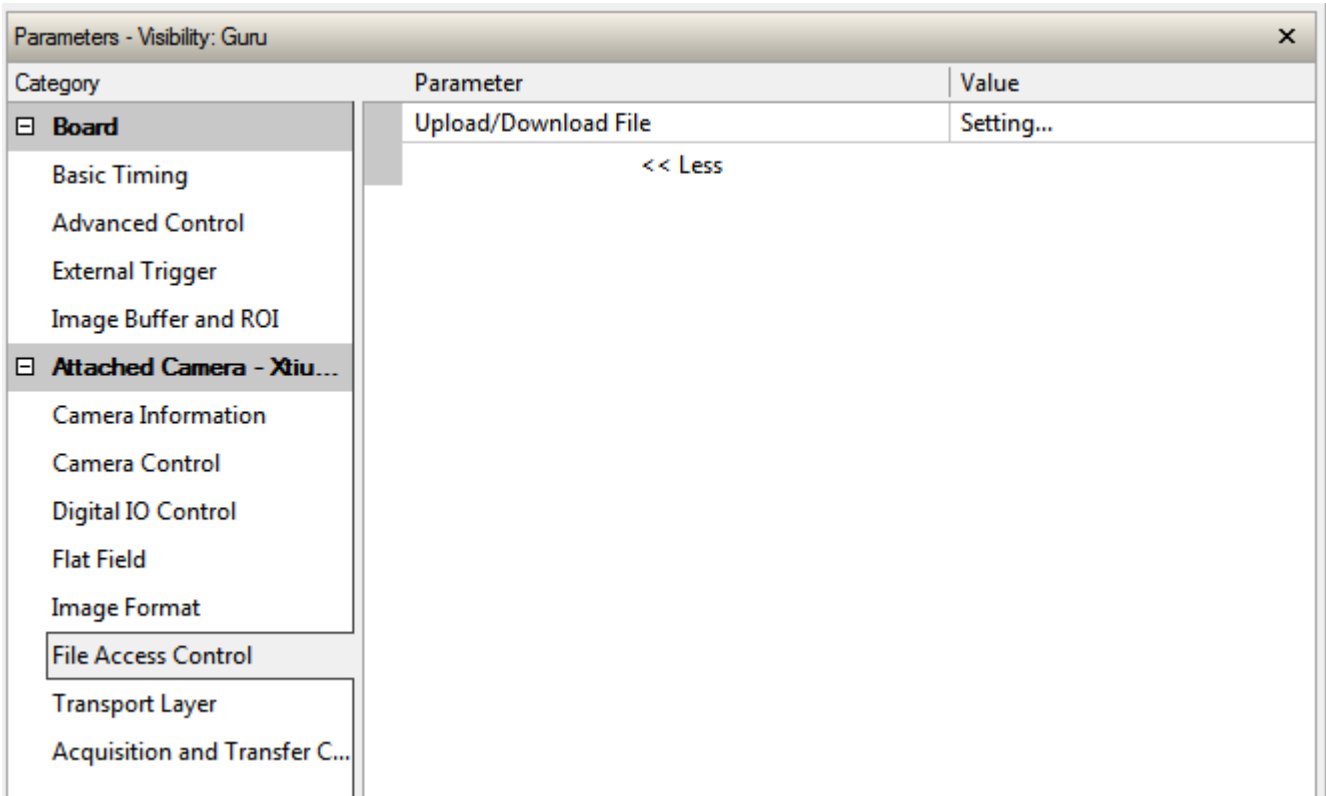 Parameters - Visibility: Guru ×
Category Parameter Value
Board Upload/Download File Setting...
Basic Timing << Less
Advanced Control
External Trigger
Image Buffer and ROI
Attached Camera - Xtiu...
Camera Information
Camera Control
Digital IO Control
Flat Field
Image Format
File Access Control
Transport Layer
Acquisition and Transfer C...